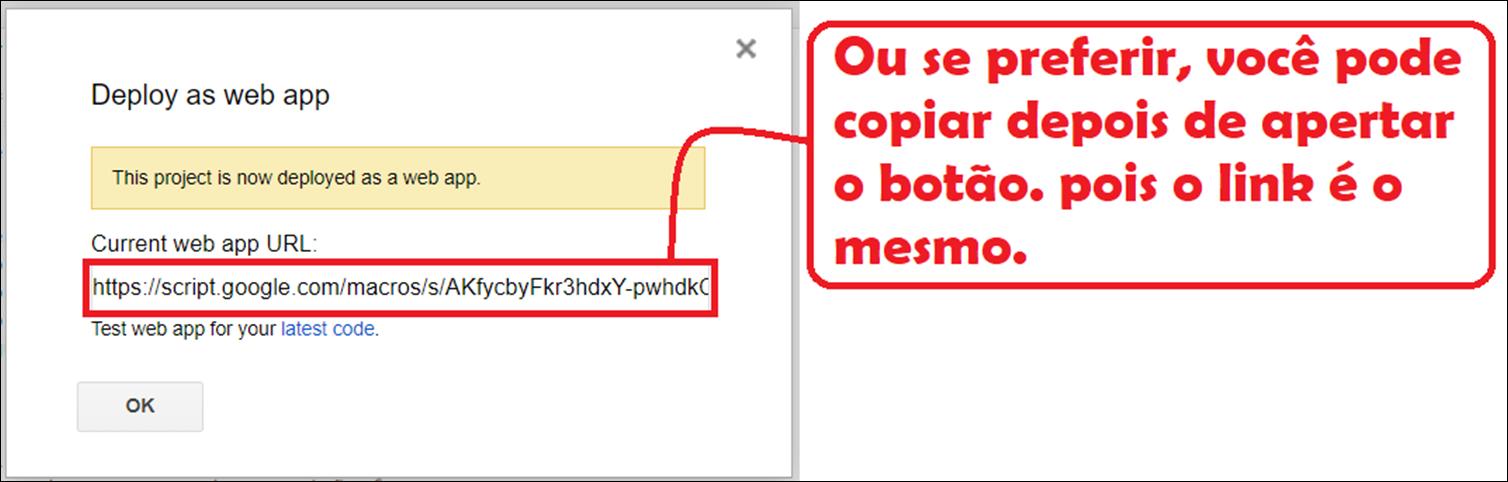 Deploy as web app
This project is now deployed as a web app.
Current web app URL:
https://script.google.com/macros/s/AKfycbyFkr3hdxY-pwhdkC
Test web app for your latest code.
OK
Ou se preferir, você pode
copiar depois de apertar
o botão. pois o link é o
mesmo.